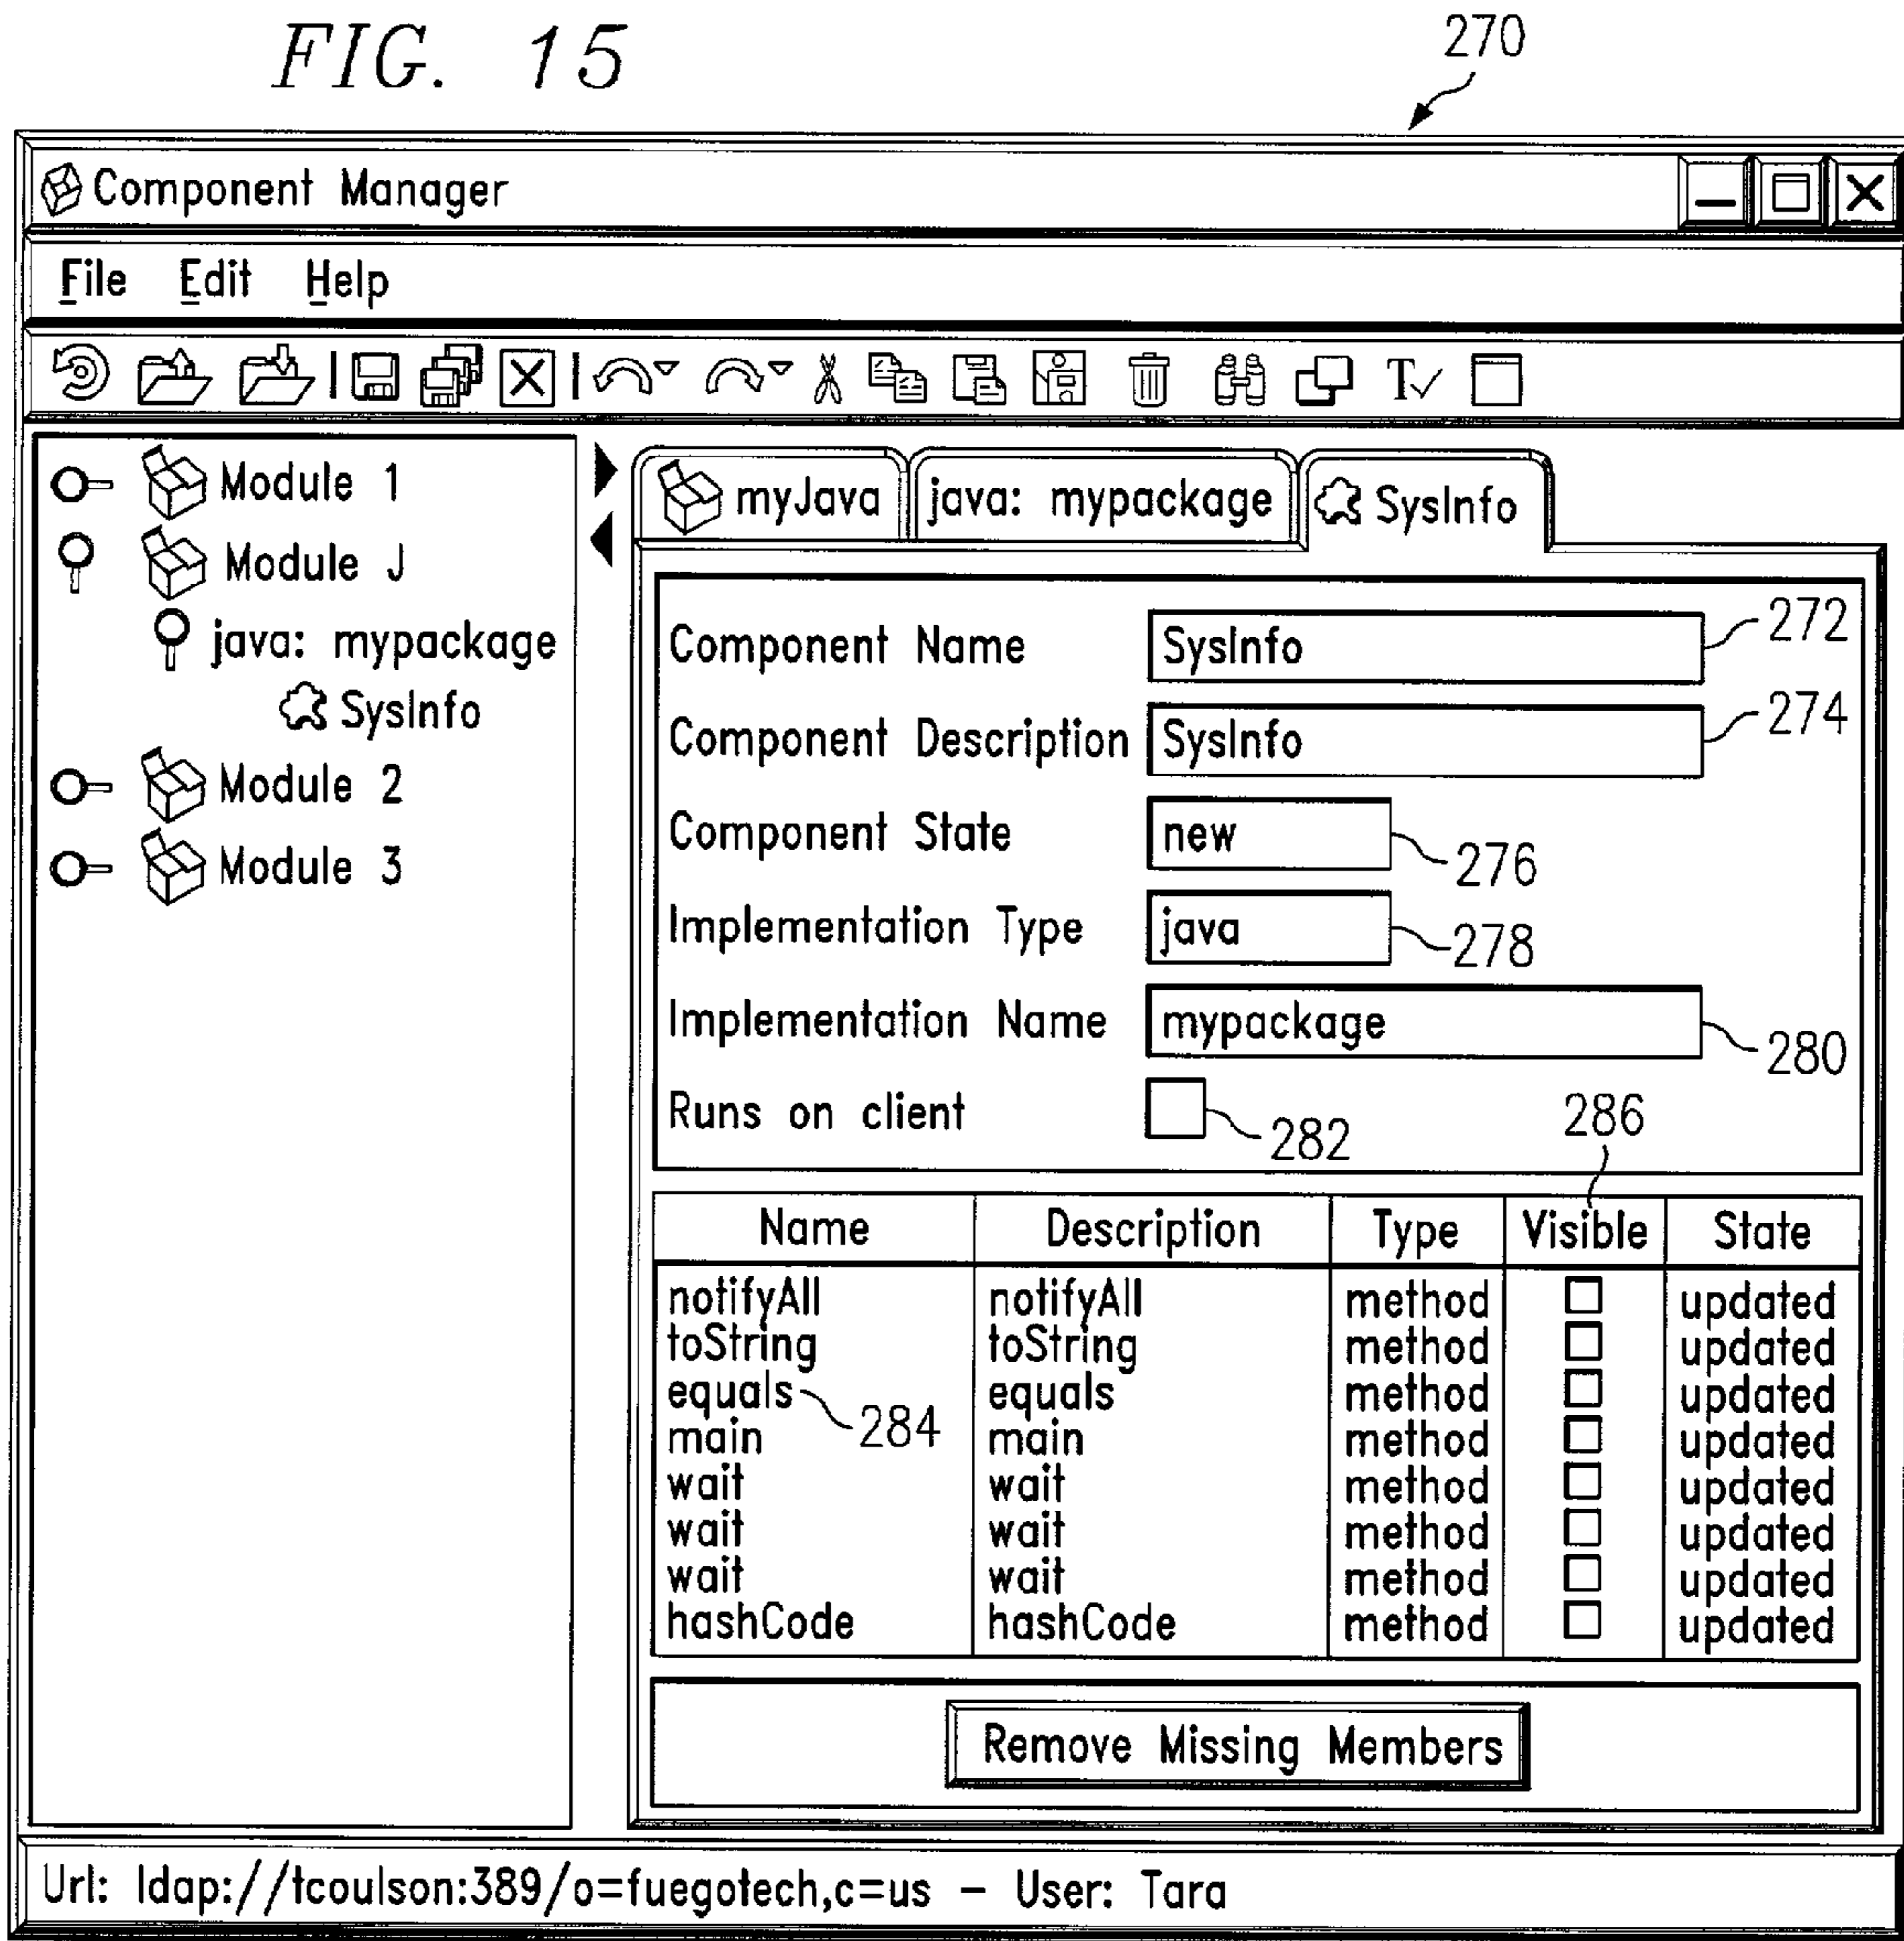 FIG. 15
270
Component Manager
File Edit Help
T
Module 1
Module J
java: mypackage
SysInfo
Module 2
Module 3
myJava java: mypackage SysInfo
Component Name SysInfo 272
Component Description SysInfo 274
Component State new 276
Implementation Type java 278
Implementation Name mypackage 280
Runs on client 282 286
Name Description Type Visible State
notifyAll notifyAll method updated
toString toString method updated
equals 284 equals method updated
main main method updated
wait wait method updated
wait wait method updated
wait wait method updated
hashCode hashCode method updated
Remove Missing Members
Url: ldap://tcoulson:389/o=fuegotech,c=us – User: Tara